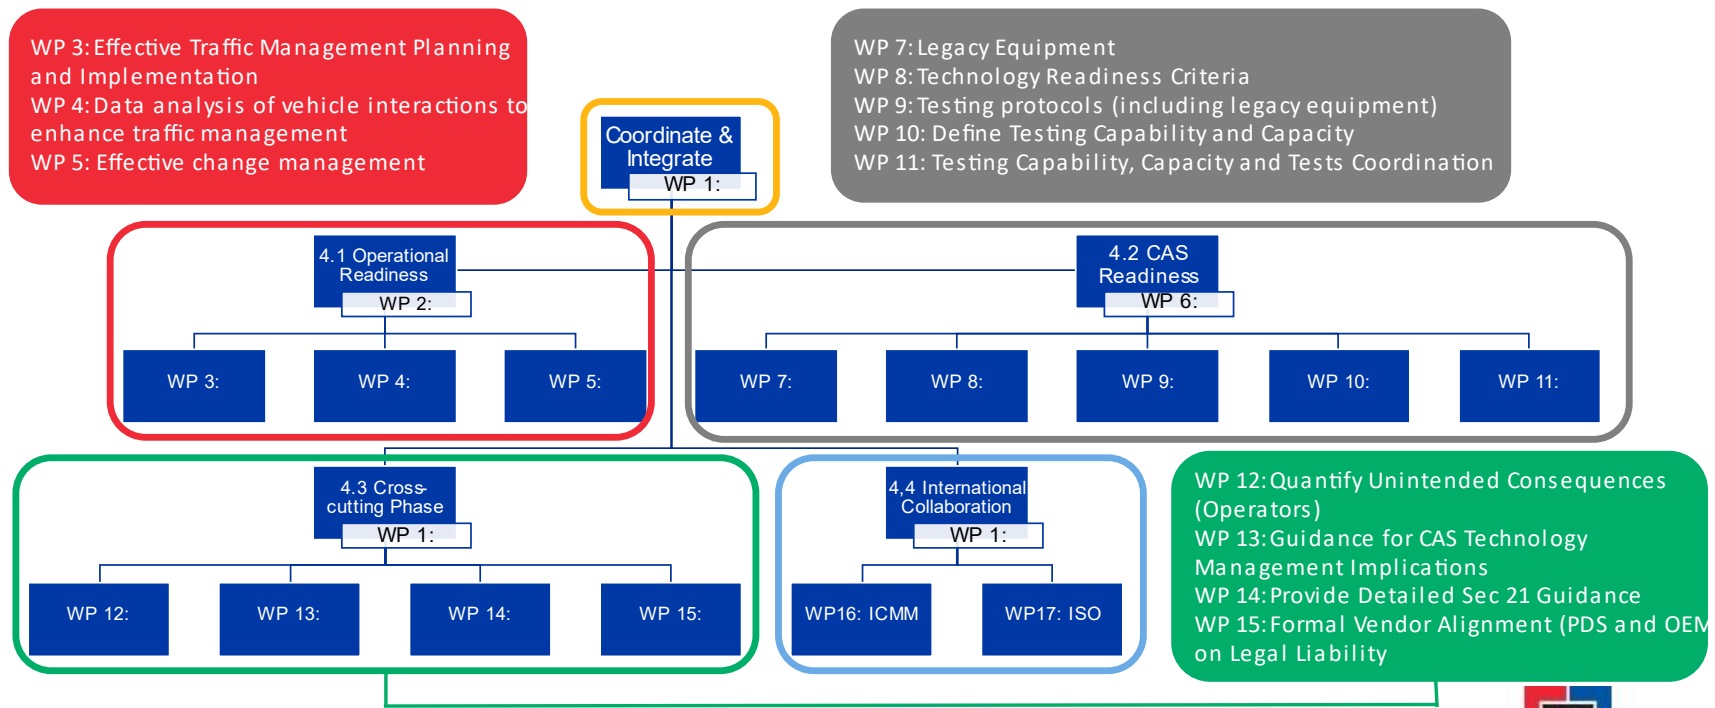 WP 3: Effective Traffic Management Planning
and Implementation
WP 4: Data analysis of vehicle interactions to
enhance traffic management
WP 5: Effective change management
WP 7: Legacy Equipment
WP 8: Technology Readiness Criteria
WP 9: Testing protocols (including legacy equipment)
WP 10: Define Testing Capability and Capacity
WP 11: Testing Capability, Capacity and Tests Coordination
Coordinate &
Integrate
WP 1:
4.1 Operational
Readiness
WP 2:
4.2 CAS
Readiness
WP 6:
WP 3:
WP 4:
WP 5:
WP 7:
WP 8:
WP 9:
WP 10:
WP 11:
4.3 Cross-
cutting Phase
WP 1:
4,4 International
Collaboration
WP 1:
WP 12:
WP 13:
WP 14:
WP 15:
WP16: ICMM
WP17: ISO
WP 12: Quantify Unintended Consequences
(Operators)
WP 13: Guidance for CAS Technology
Management Implications
WP 14: Provide Detailed Sec 21 Guidance
WP 15: Formal Vendor Alignment (PDS and OEM
on Legal Liability